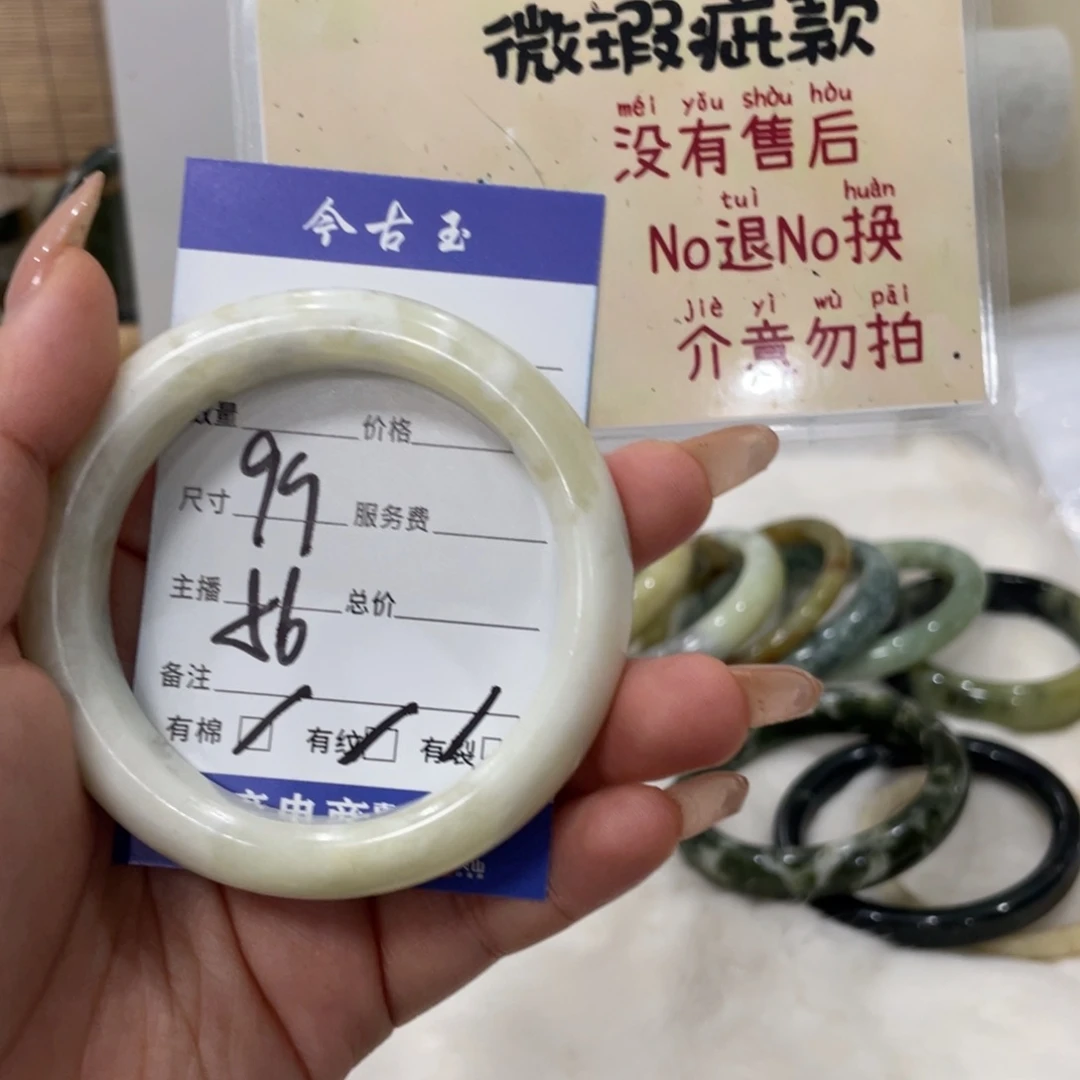 微瑕疵款
méi yǒu shòu hòu
没有售后
tuì huàn
No退No换
jiè yì wù pāi
介意勿拍
今古玉
数量 价格
99
尺寸 服务费
主播 总价
56
备注
有棉 有纹 有裂